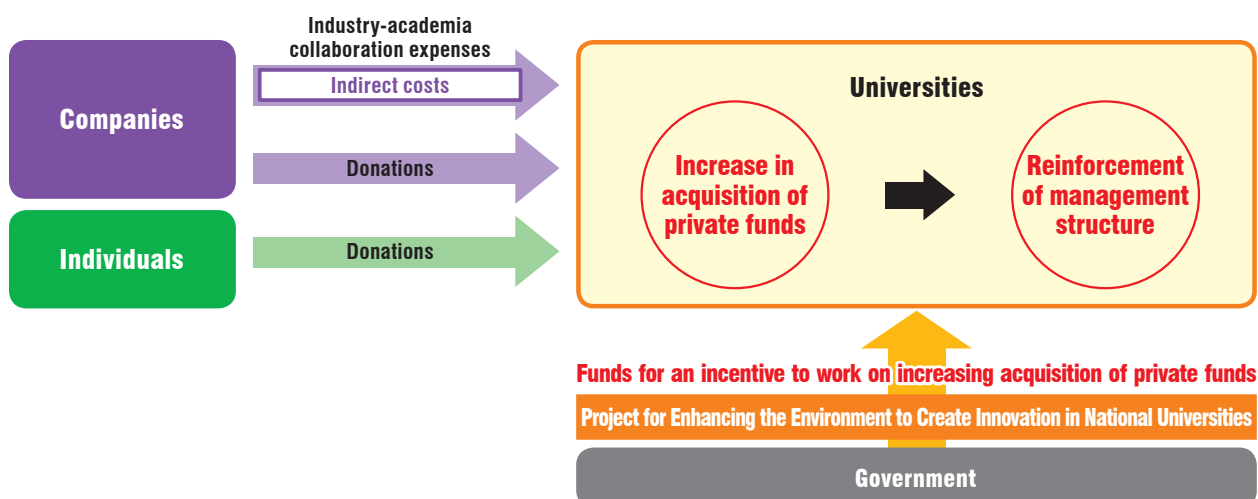 Industry-academia
collaboration expenses
Companies
Indirect costs
Donations
Individuals
Donations
Universities
Increase in
acquisition of
private funds
Reinforcement
of management
structure
Funds for an incentive to work on increasing acquisition of private funds
Project for Enhancing the Environment to Create Innovation in National Universities
Government